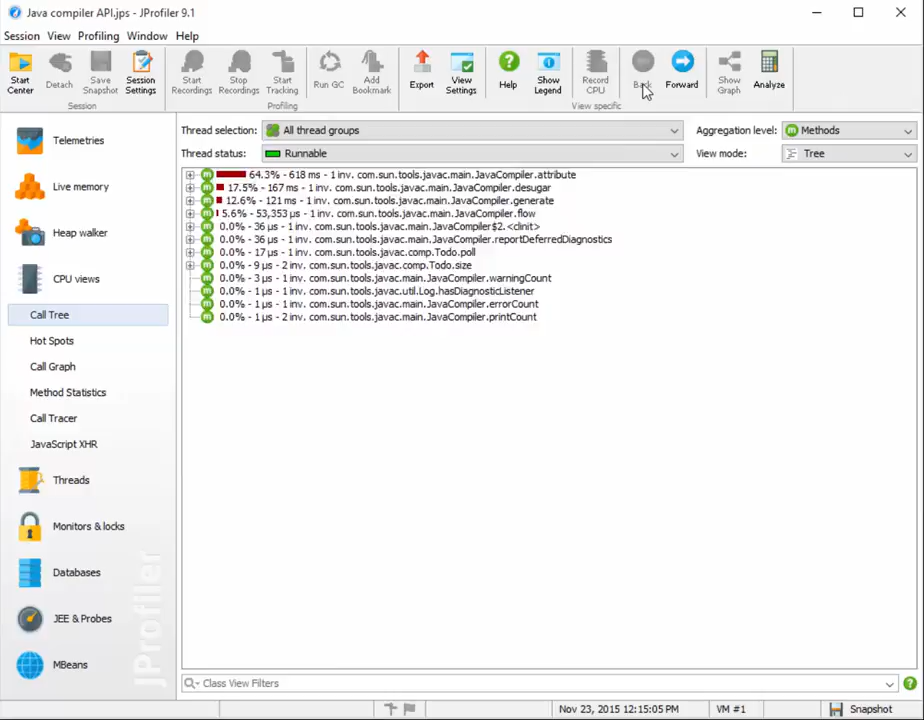 Java compiler API.jps - JProfiler 9.1
Session View Profiling Window Help
Start Center
Detach
Save Snapshot
Session Settings
Start Recordings
Stop Recordings
Start Tracking
Run GC
Add Bookmark
Export
View Settings
Help
Show Legend
Record CPU
Back
Forward
Show Graph
Analyze
Session
Profiling
View specific
Telemetries
Live memory
Heap walker
CPU views
Call Tree
Hot Spots
Call Graph
Method Statistics
Call Tracer
JavaScript XHR
Threads
Monitors & locks
Databases
JEE & Probes
MBeans
JProfiler
Thread selection: All thread groups
Aggregation level: Methods
Thread status: Runnable
View mode: Tree
64.3% - 618 ms - 1 inv. com.sun.tools.javac.main.JavaCompiler.attribute
17.5% - 167 ms - 1 inv. com.sun.tools.javac.main.JavaCompiler.desugar
12.6% - 121 ms - 1 inv. com.sun.tools.javac.main.JavaCompiler.generate
5.6% - 53,353 µs - 1 inv. com.sun.tools.javac.main.JavaCompiler.flow
0.0% - 36 µs - 1 inv. com.sun.tools.javac.main.JavaCompiler$2.<clinit>
0.0% - 36 µs - 1 inv. com.sun.tools.javac.main.JavaCompiler.reportDeferredDiagnostics
0.0% - 17 µs - 1 inv. com.sun.tools.javac.comp.Todo.poll
0.0% - 9 µs - 2 inv. com.sun.tools.javac.comp.Todo.size
0.0% - 3 µs - 1 inv. com.sun.tools.javac.main.JavaCompiler.warningCount
0.0% - 1 µs - 1 inv. com.sun.tools.javac.util.Log.hasDiagnosticListener
0.0% - 1 µs - 1 inv. com.sun.tools.javac.main.JavaCompiler.errorCount
0.0% - 1 µs - 2 inv. com.sun.tools.javac.main.JavaCompiler.printCount
Class View Filters
Nov 23, 2015 12:15:05 PM
VM #1
Snapshot